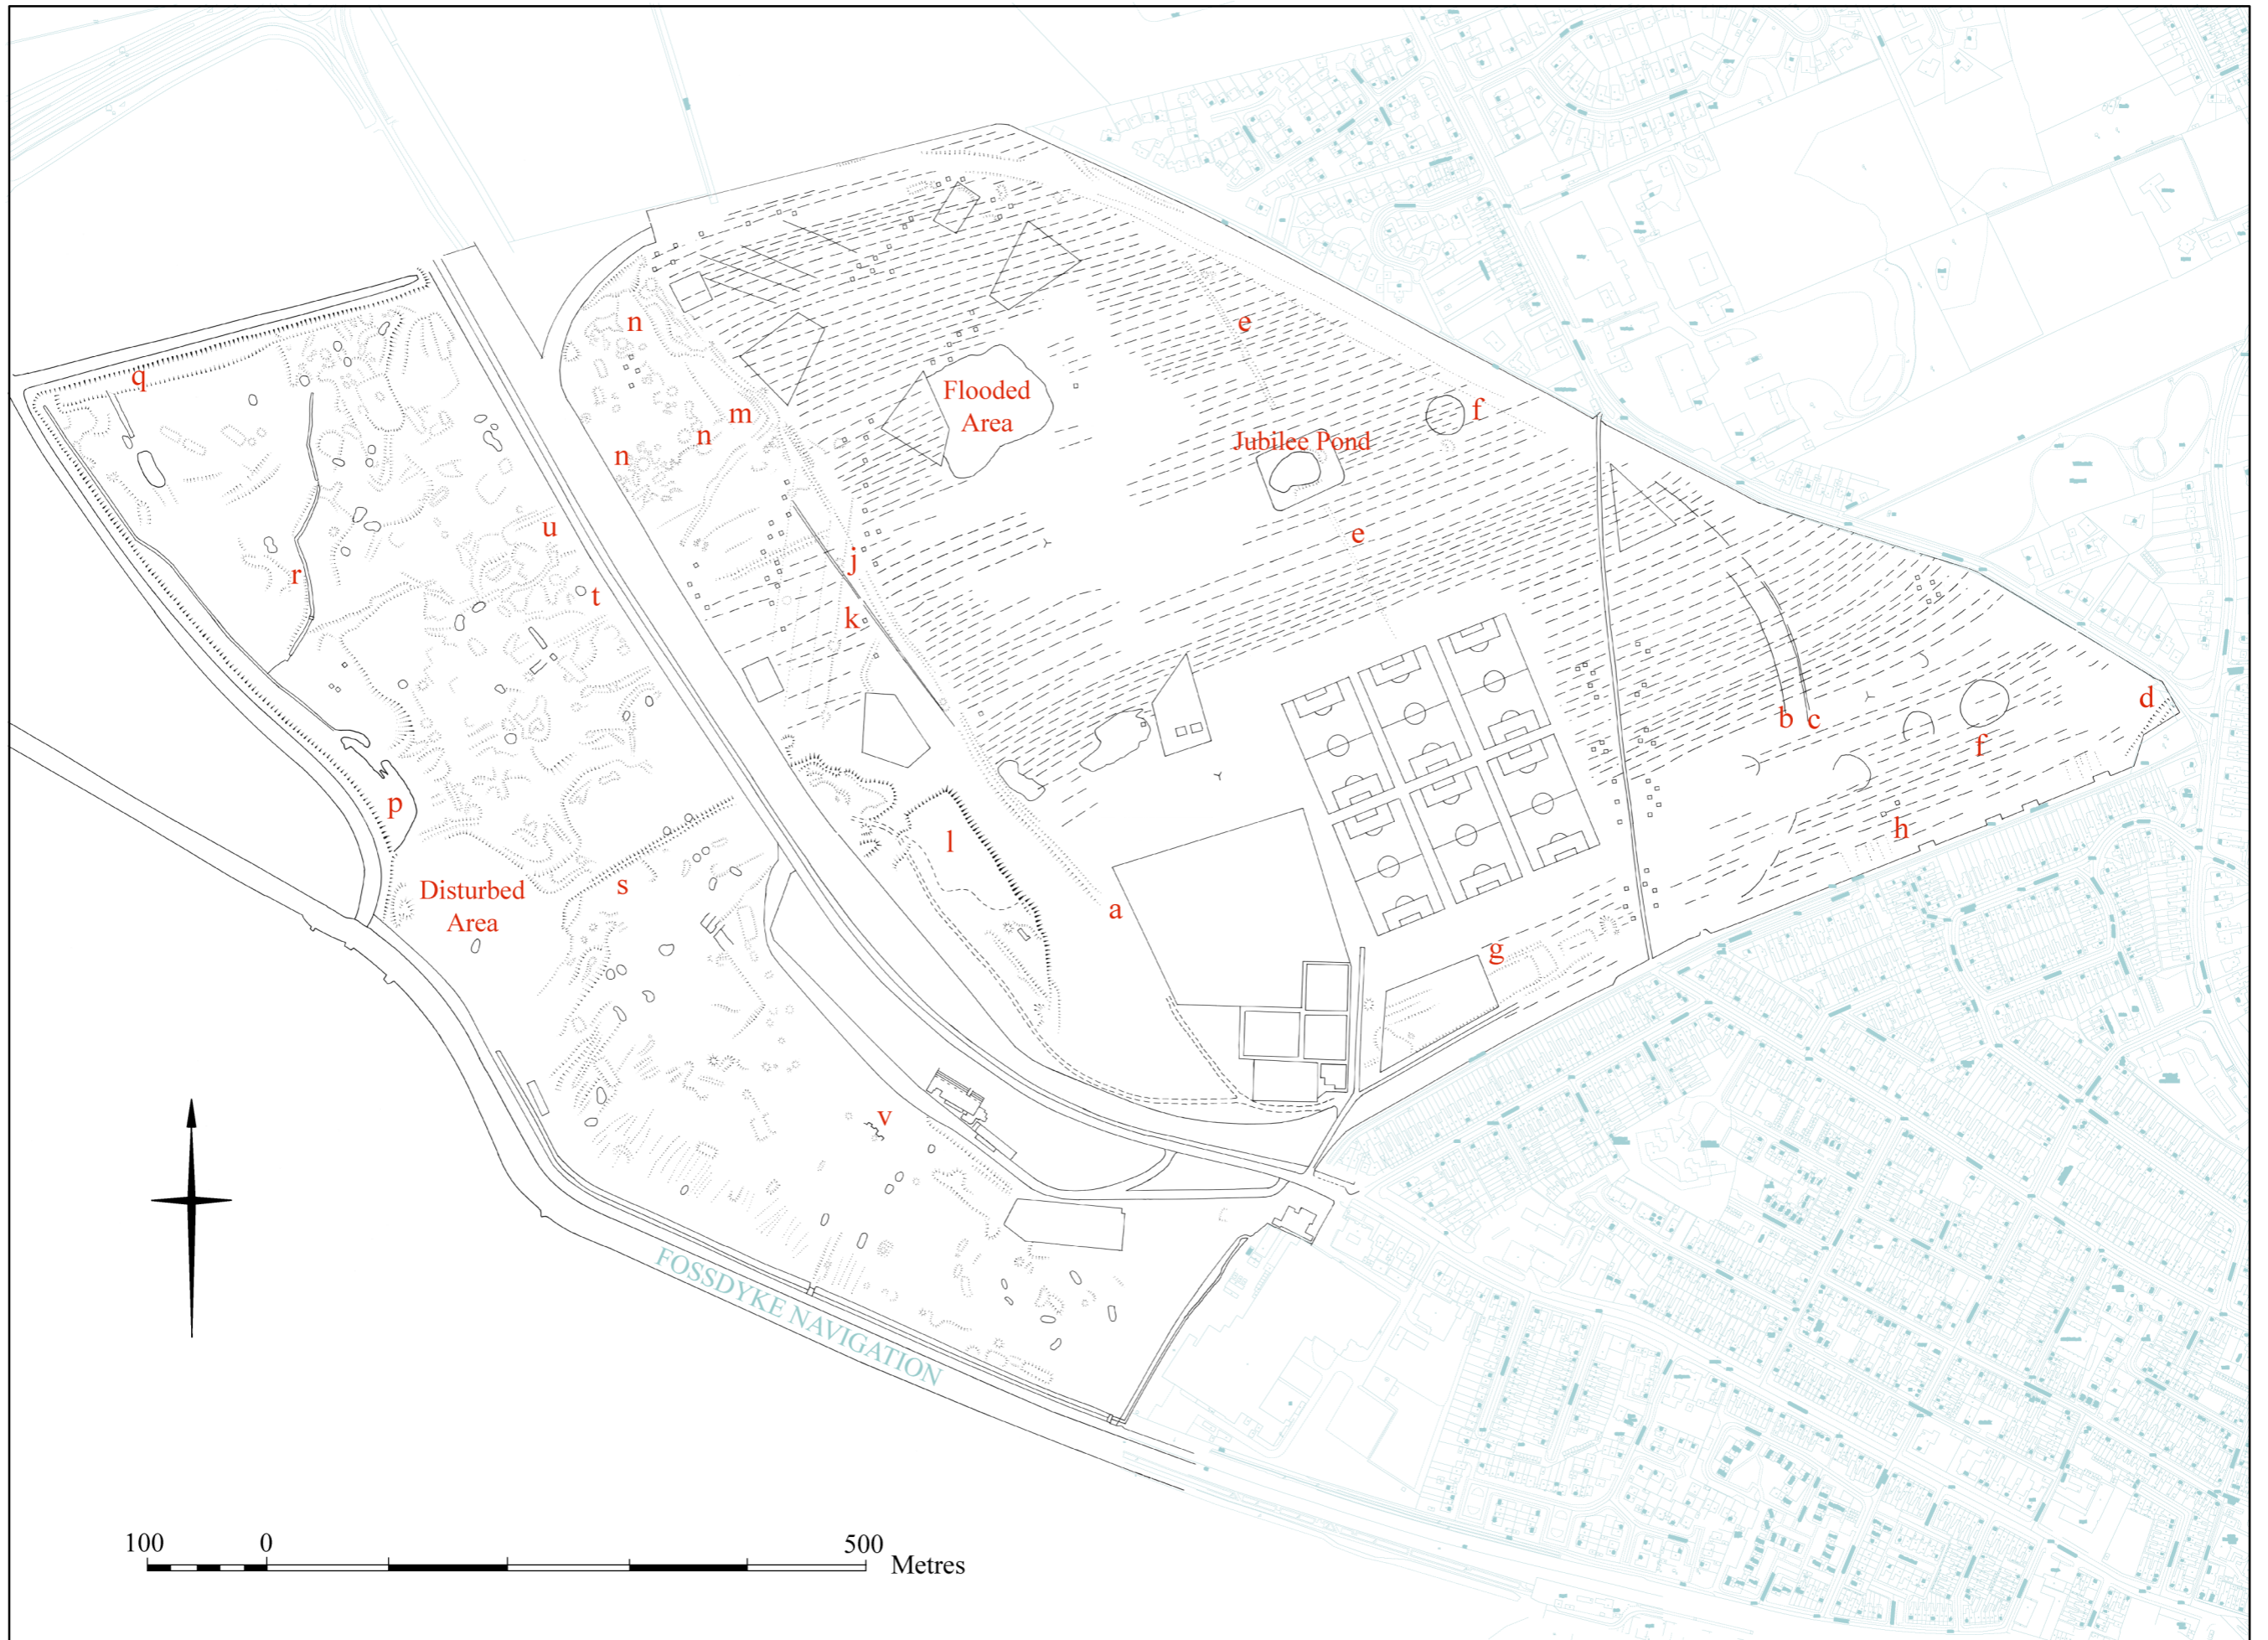 n
e
q
Flooded
Area
f
m
Jubilee Pond
n
n
u
e
j
r
t
k
d
b
c
f
p
h
l
Disturbed
Area
s
a
g
v
FOSSDYKE NAVIGATION
100
0
500
Metres